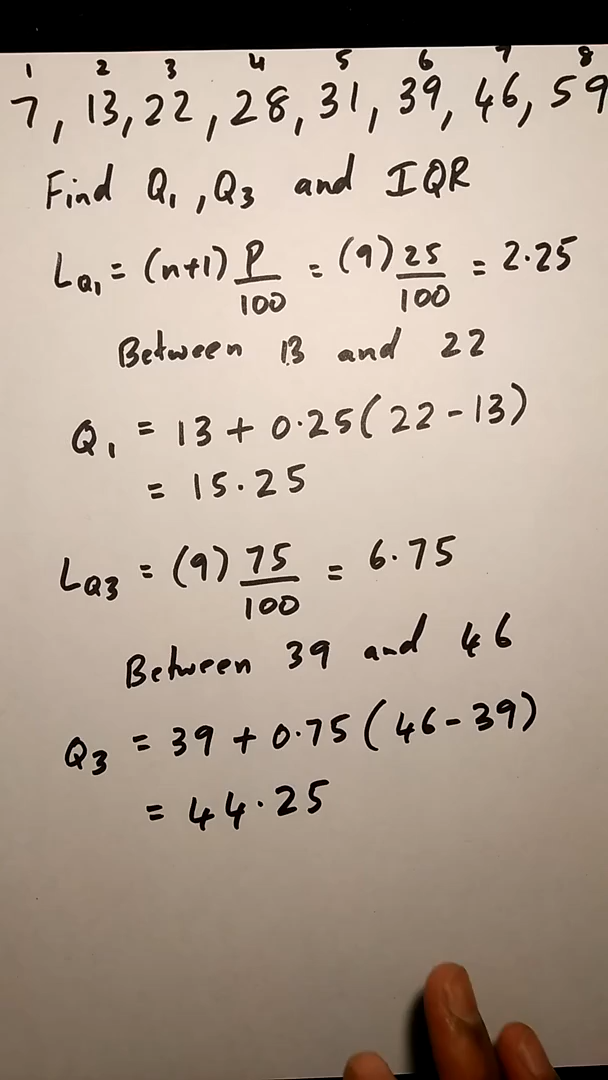 1 2 3 4 5 6 7 8
7, 13, 22, 28, 31, 39, 46, 59
Find Q₁, Q₃ and IQR
L_Q₁ = (n+1) P/100 = (9) 25/100 = 2.25
Between 13 and 22
Q₁ = 13 + 0.25(22-13)
= 15.25
L_Q3 = (9) 75/100 = 6.75
Between 39 and 46
Q₃ = 39 + 0.75(46-39)
= 44.25